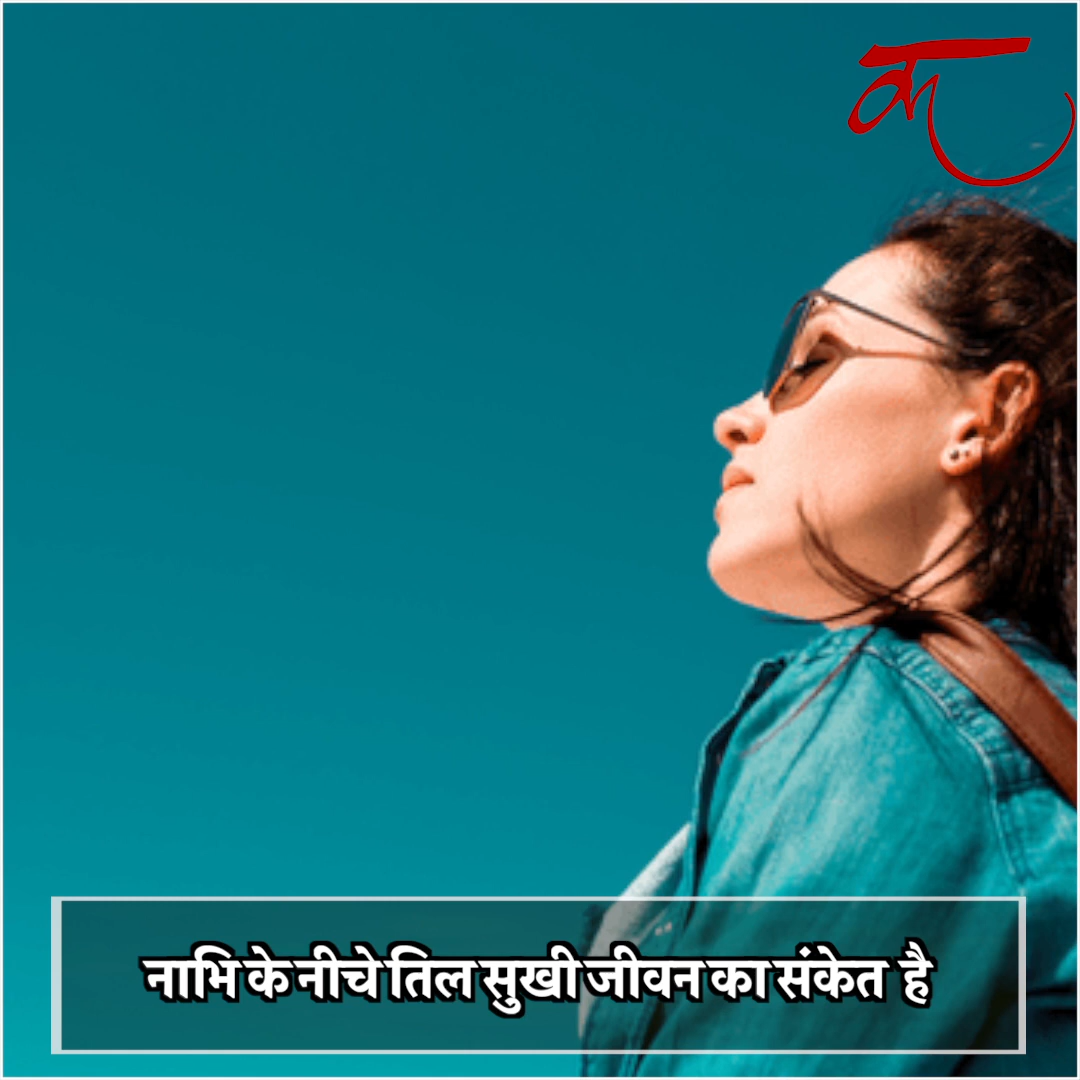 क
नाभि के नीचे तिल सुखी जीवन का संकेत है